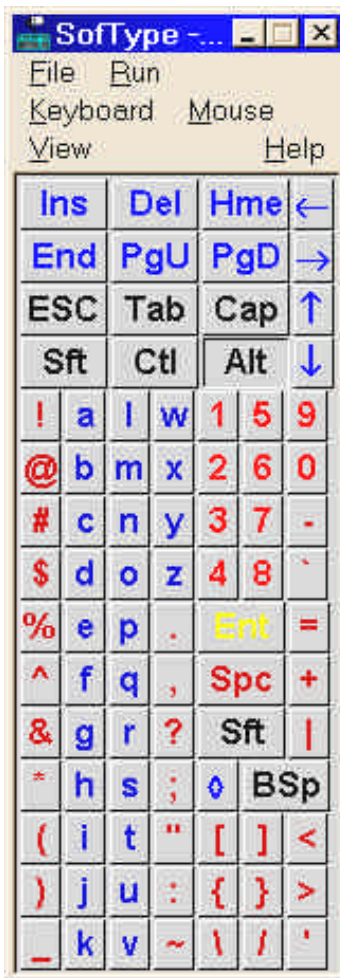 SofType -...
File Run
Keyboard Mouse
View Help
Ins Del Hme ←
End PgU PgD →
ESC Tab Cap ↑
Sft Ctl Alt ↓
! a l w 1 5 9
@ b m x 2 6 0
# c n y 3 7 -
$ d o z 4 8 `
% e p . Ent =
^ f q , Spc +
& g r ? Sft |
* h s ; ◊ BSp
( i t " [ ] <
) j u : { } >
_ k v ~ \ / '